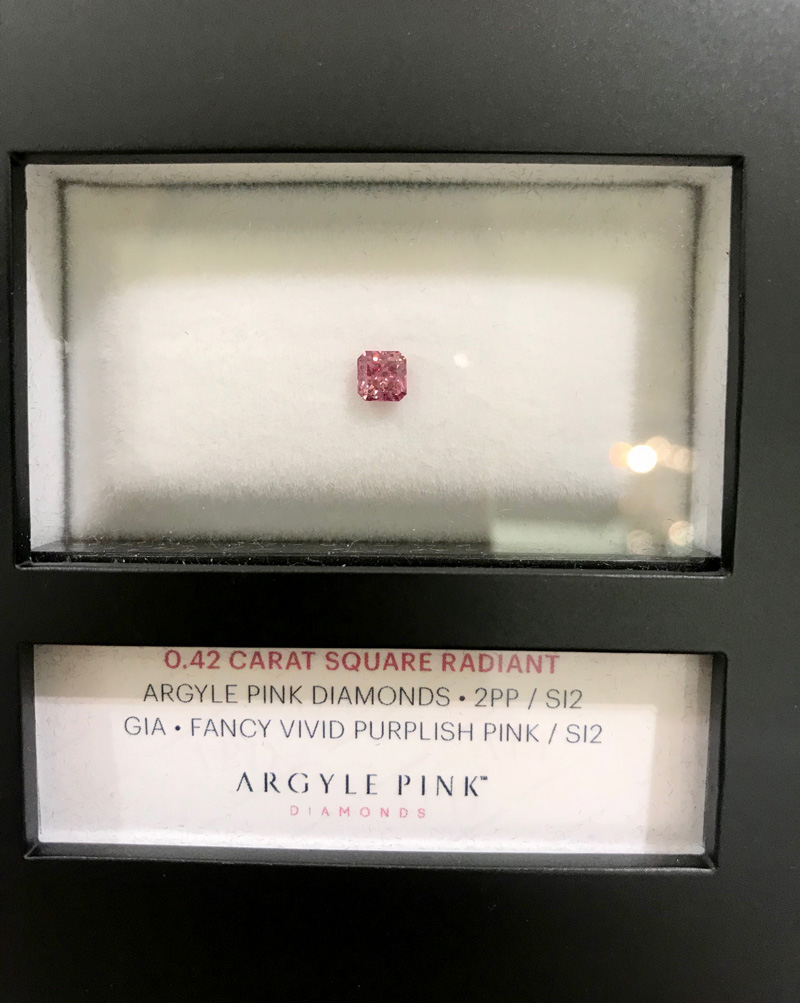 0.42 CARAT SQUARE RADIANT
ARGYLE PINK DIAMONDS • 2PP / SI2
GIA • FANCY VIVID PURPLISH PINK / SI2
ARGYLE PINK™
DIAMONDS